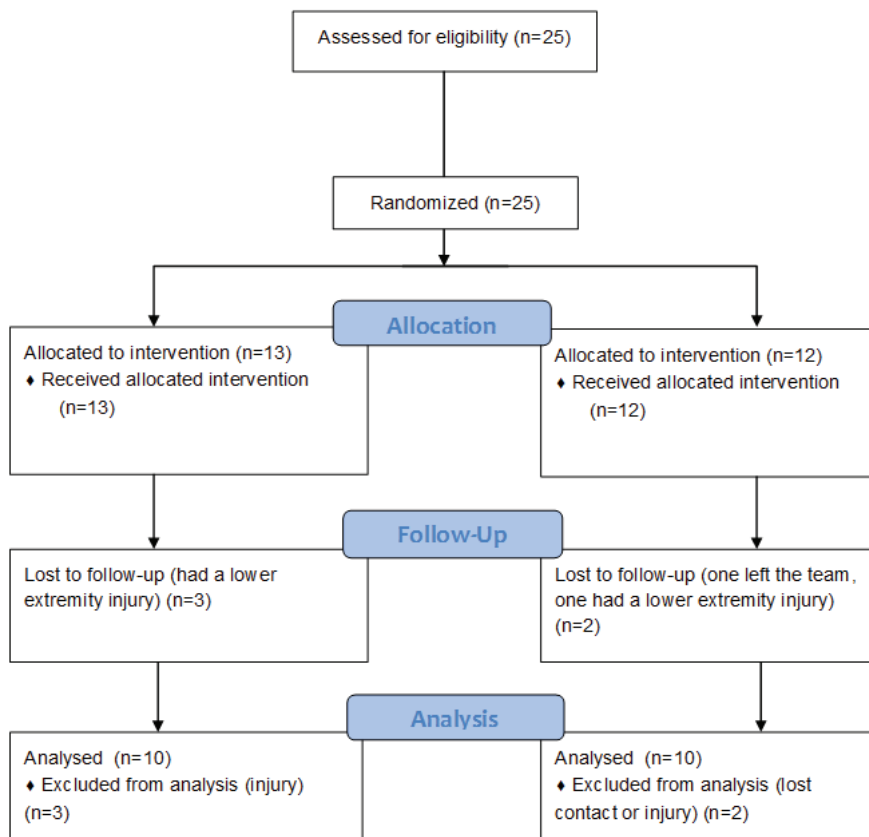 Assessed for eligibility (n=25)
Randomized (n=25)
Allocation
Allocated to intervention (n=13)
♦ Received allocated intervention
(n=13)
Allocated to intervention (n=12)
♦ Received allocated intervention
(n=12)
Follow-Up
Lost to follow-up (had a lower
extremity injury) (n=3)
Lost to follow-up (one left the team,
one had a lower extremity injury)
(n=2)
Analysis
Analysed (n=10)
♦ Excluded from analysis (injury)
(n=3)
Analysed (n=10)
♦ Excluded from analysis (lost
contact or injury) (n=2)